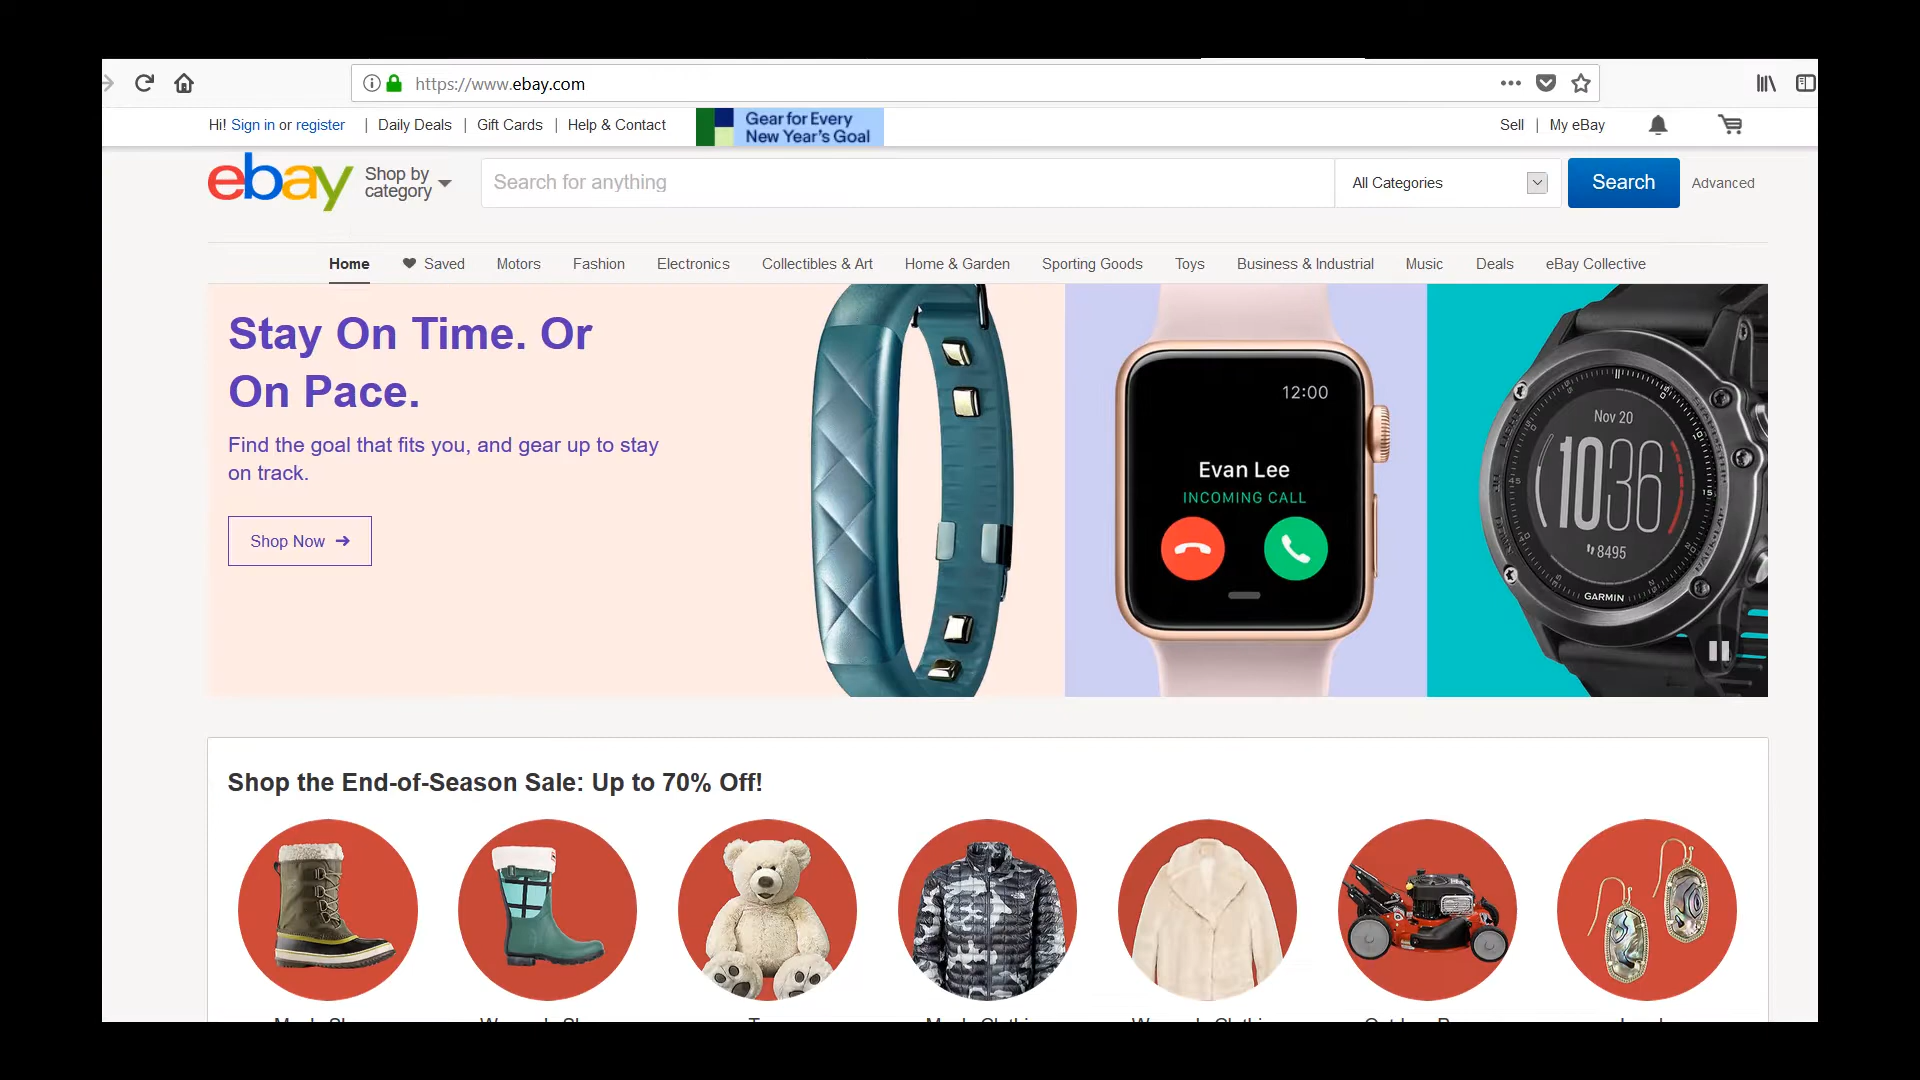 https://www.ebay.com
Hi! Sign in or register | Daily Deals | Gift Cards | Help & Contact
Gear for Every
New Year's Goal
Sell | My eBay
ebay
Shop by
category
Search for anything
All Categories
Search
Advanced
Home Saved Motors Fashion Electronics Collectibles & Art Home & Garden Sporting Goods Toys Business & Industrial Music Deals eBay Collective
Stay On Time. Or
On Pace.
Find the goal that fits you, and gear up to stay
on track.
Shop Now
12:00
Evan Lee
INCOMING CALL
Nov 20
1036
8495
GARMIN
45
15
Shop the End-of-Season Sale: Up to 70% Off!